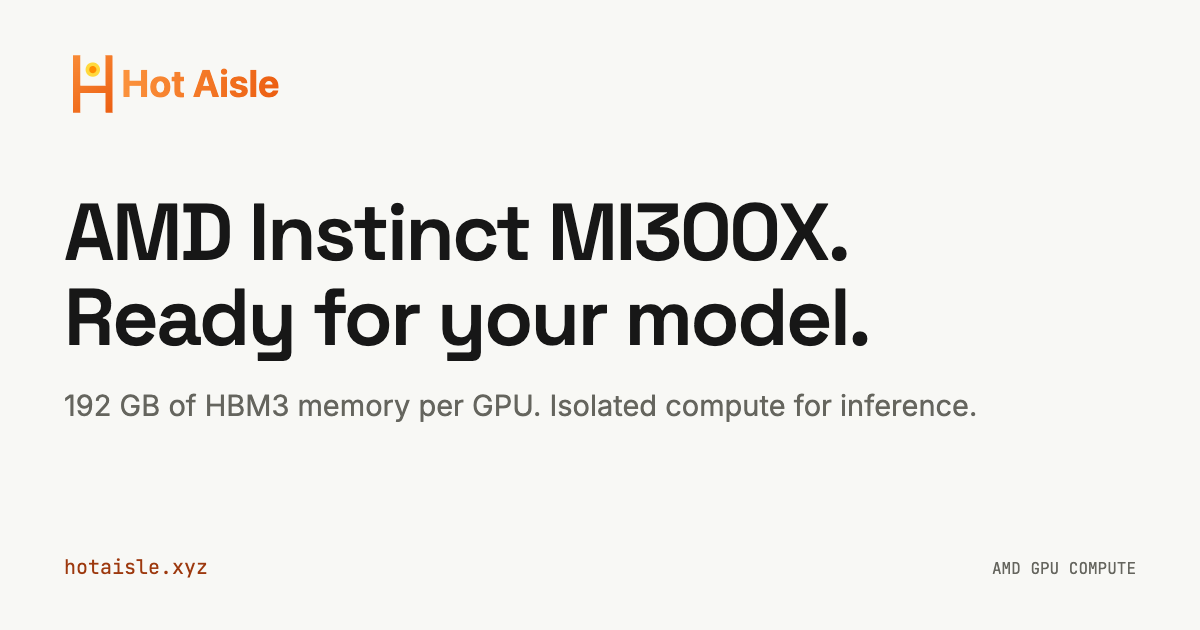 Hot Aisle
AMD Instinct MI300X.
Ready for your model.
192 GB of HBM3 memory per GPU. Isolated compute for inference.
hotaisle.xyz
AMD GPU COMPUTE